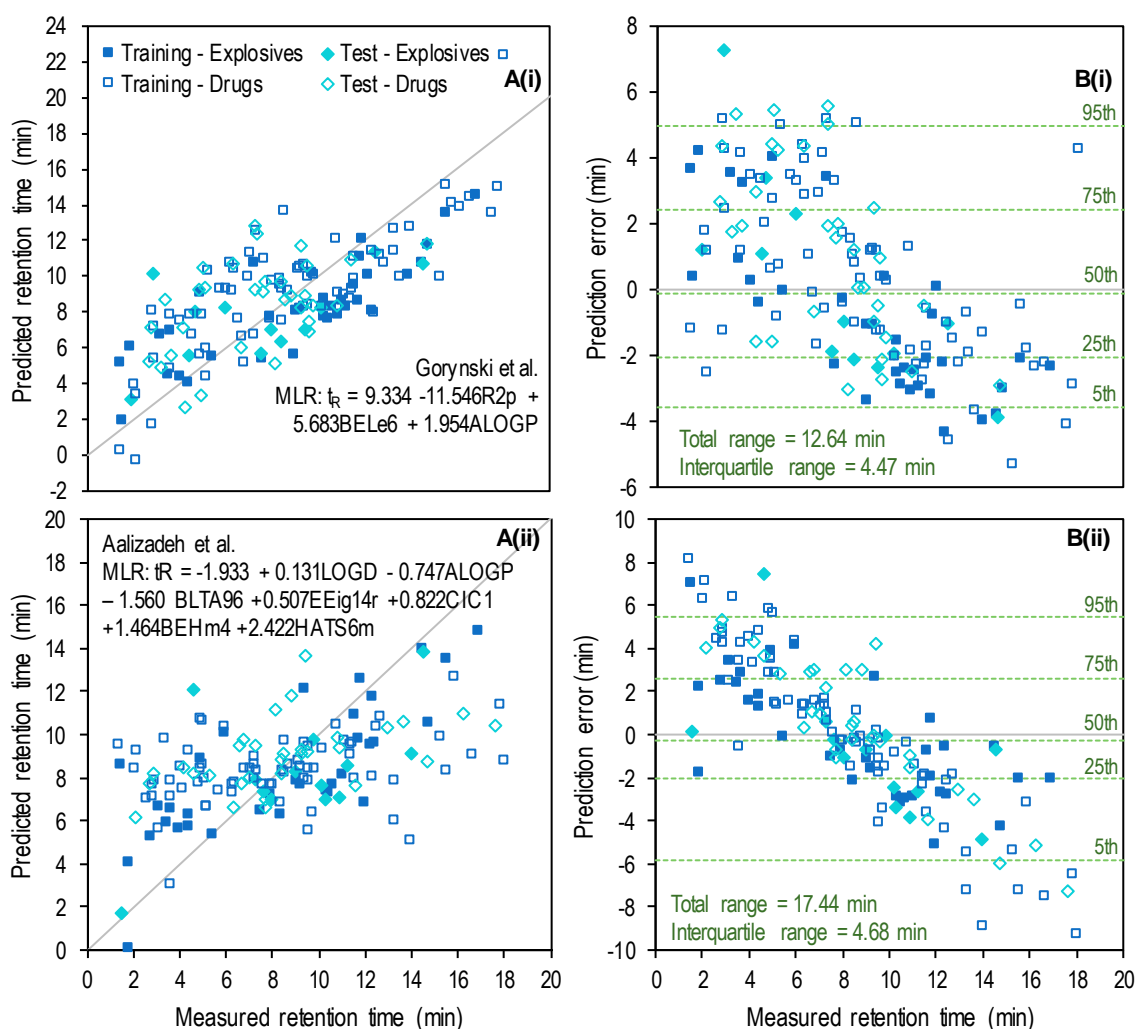 Training - Explosives
Test - Explosives
Training - Drugs
Test - Drugs
A(i)
24
22
20
18
16
14
12
10
8
6
4
2
0
-2
Predicted retention time (min)
Gorynski et al.
MLR: tR = 9.334 -11.546R2p +
5.683BELe6 + 1.954ALOGP
B(i)
8
6
4
2
0
-2
-4
-6
Prediction error (min)
95th
75th
50th
25th
5th
Total range = 12.64 min
Interquartile range = 4.47 min
A(ii)
Aalizadeh et al.
MLR: tR = -1.933 + 0.131LOGD - 0.747ALOGP
– 1.560 BLTA96 +0.507EEig14r +0.822CIC1
+1.464BEHm4 +2.422HATS6m
20
18
16
14
12
10
8
6
4
2
0
Predicted retention time (min)
0 2 4 6 8 10 12 14 16 18 20
Measured retention time (min)
B(ii)
10
8
6
4
2
0
-2
-4
-6
-8
-10
Prediction error (min)
95th
75th
50th
25th
5th
Total range = 17.44 min
Interquartile range = 4.68 min
0 2 4 6 8 10 12 14 16 18 20
Measured retention time (min)